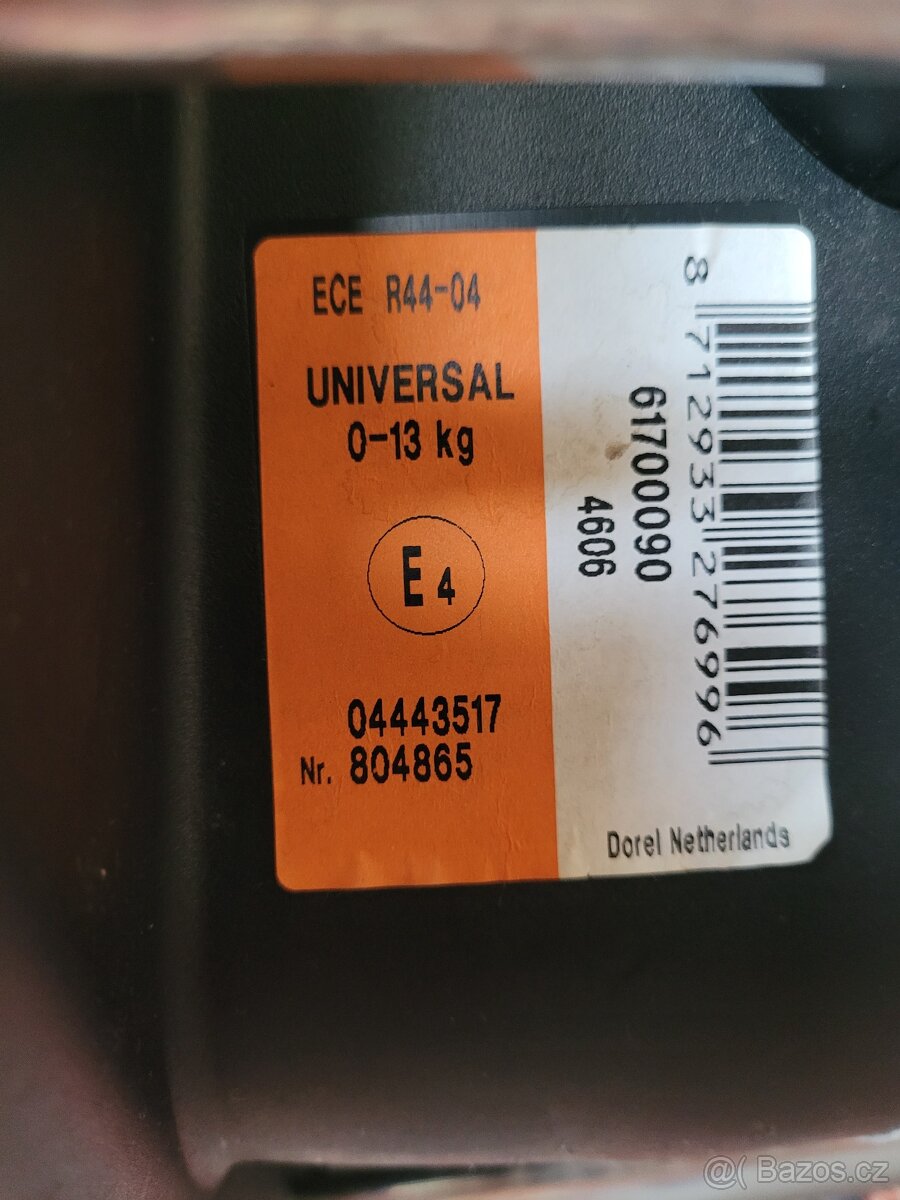 ECE R44-04
UNIVERSAL
0-13 kg
E 4
04443517
Nr. 804865
8 712933 276996
61700090
4606
Dorel Netherlands
@( Bazos.cz